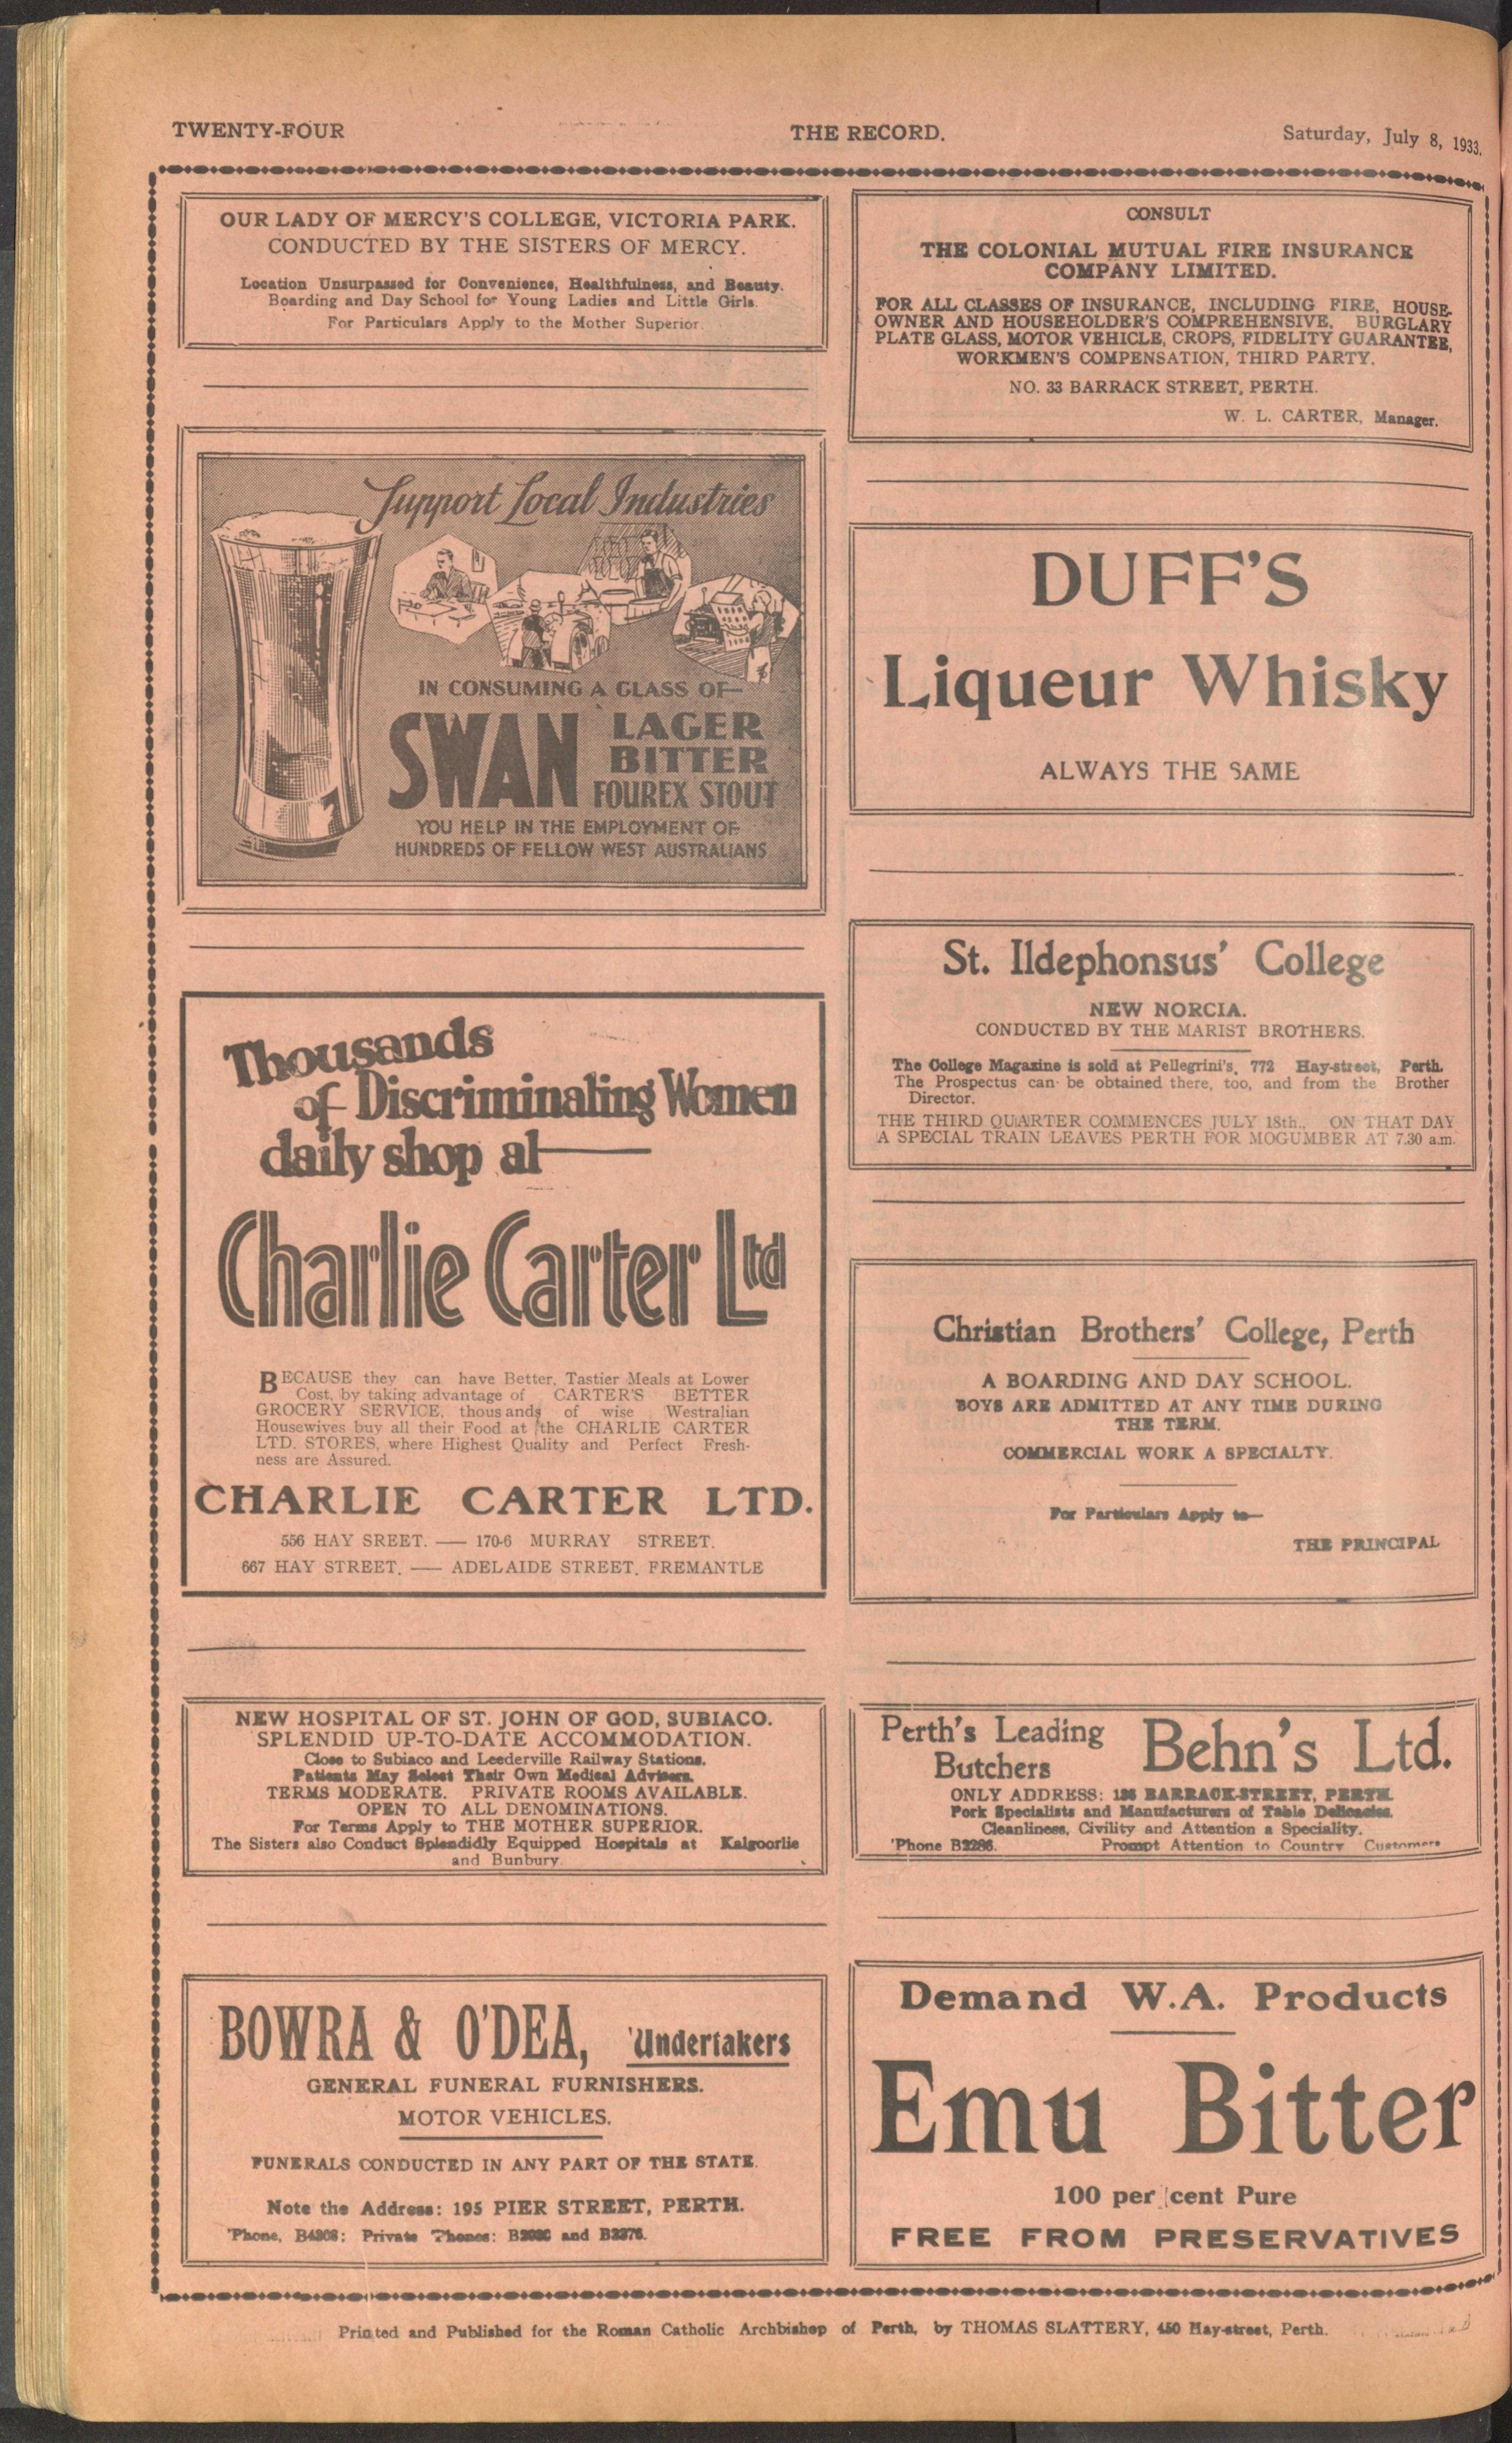 TWENTY-FOUR
THE RECORD.
Saturday, July 8, 1933.
OUR LADY OF MERCY'S COLLEGE, VICTORIA PARK.
CONDUCTED BY THE SISTERS OF MERCY.
Location Unsurpassed for Convenience, Healthfulness, and Beauty.
Boarding and Day School for Young Ladies and Little Girls.
For Particulars Apply to the Mother Superior.
Support Local Industries
IN CONSUMING A GLASS OF—
SWAN LAGER
BITTER
FOUREX STOUT
YOU HELP IN THE EMPLOYMENT OF
HUNDREDS OF FELLOW WEST AUSTRALIANS
Thousands
of Discriminating Women
daily shop at—
Charlie Carter Ltd
BECAUSE they can have Better, Tastier Meals at Lower
Cost, by taking advantage of CARTER'S BETTER
GROCERY SERVICE, thousands of wise Westralian
Housewives buy all their Food at the CHARLIE CARTER
LTD. STORES, where Highest Quality and Perfect Fresh-
ness are Assured.
CHARLIE CARTER LTD.
556 HAY SREET. — 170-6 MURRAY STREET.
667 HAY STREET. — ADELAIDE STREET, FREMANTLE
NEW HOSPITAL OF ST. JOHN OF GOD, SUBIACO.
SPLENDID UP-TO-DATE ACCOMMODATION.
Close to Subiaco and Leederville Railway Stations.
Patients May Select Their Own Medical Advisers.
TERMS MODERATE. PRIVATE ROOMS AVAILABLE.
OPEN TO ALL DENOMINATIONS.
For Terms Apply to THE MOTHER SUPERIOR.
The Sisters also Conduct Splendidly Equipped Hospitals at Kalgoorlie
and Bunbury.
BOWRA & O'DEA, 'Undertakers
GENERAL FUNERAL FURNISHERS.
MOTOR VEHICLES.
FUNERALS CONDUCTED IN ANY PART OF THE STATE.
Note the Address: 195 PIER STREET, PERTH.
'Phone, B4308; Private 'Phones: and B3376.
CONSULT
THE COLONIAL MUTUAL FIRE INSURANCE
COMPANY LIMITED.
FOR ALL CLASSES OF INSURANCE, INCLUDING FIRE, HOUSE-
OWNER AND HOUSEHOLDER'S COMPREHENSIVE, BURGLARY
PLATE GLASS, MOTOR VEHICLE, CROPS, FIDELITY GUARANTEE,
WORKMEN'S COMPENSATION, THIRD PARTY.
NO. 33 BARRACK STREET, PERTH.
W. L. CARTER, Manager.
DUFF'S
Liqueur Whisky
ALWAYS THE SAME
St. Ildephonsus' College
NEW NORCIA.
CONDUCTED BY THE MARIST BROTHERS.
The College Magazine is sold at Pellegrini's, 772 Hay-street, Perth.
The Prospectus can be obtained there, too, and from the Brother
Director.
THE THIRD QUARTER COMMENCES JULY 18th., ON THAT DAY
A SPECIAL TRAIN LEAVES PERTH FOR MOGUMBER AT 7.30 a.m.
Christian Brothers' College, Perth
A BOARDING AND DAY SCHOOL.
BOYS ARE ADMITTED AT ANY TIME DURING
THE TERM.
COMMERCIAL WORK A SPECIALTY.
For Particulars Apply to—
THE PRINCIPAL
Perth's Leading
Butchers
Behn's Ltd.
ONLY ADDRESS: BARRACK-STREET, PERTH.
Pork Specialists and Manufacturers of Table Delicacies.
Cleanliness, Civility and Attention a Speciality.
'Phone B3286. Prompt Attention to Country Customers
Demand W.A. Products
Emu Bitter
100 per cent Pure
FREE FROM PRESERVATIVES
Printed and Published for the Roman Catholic Archbishop of Perth, by THOMAS SLATTERY, 450 Hay-street, Perth.